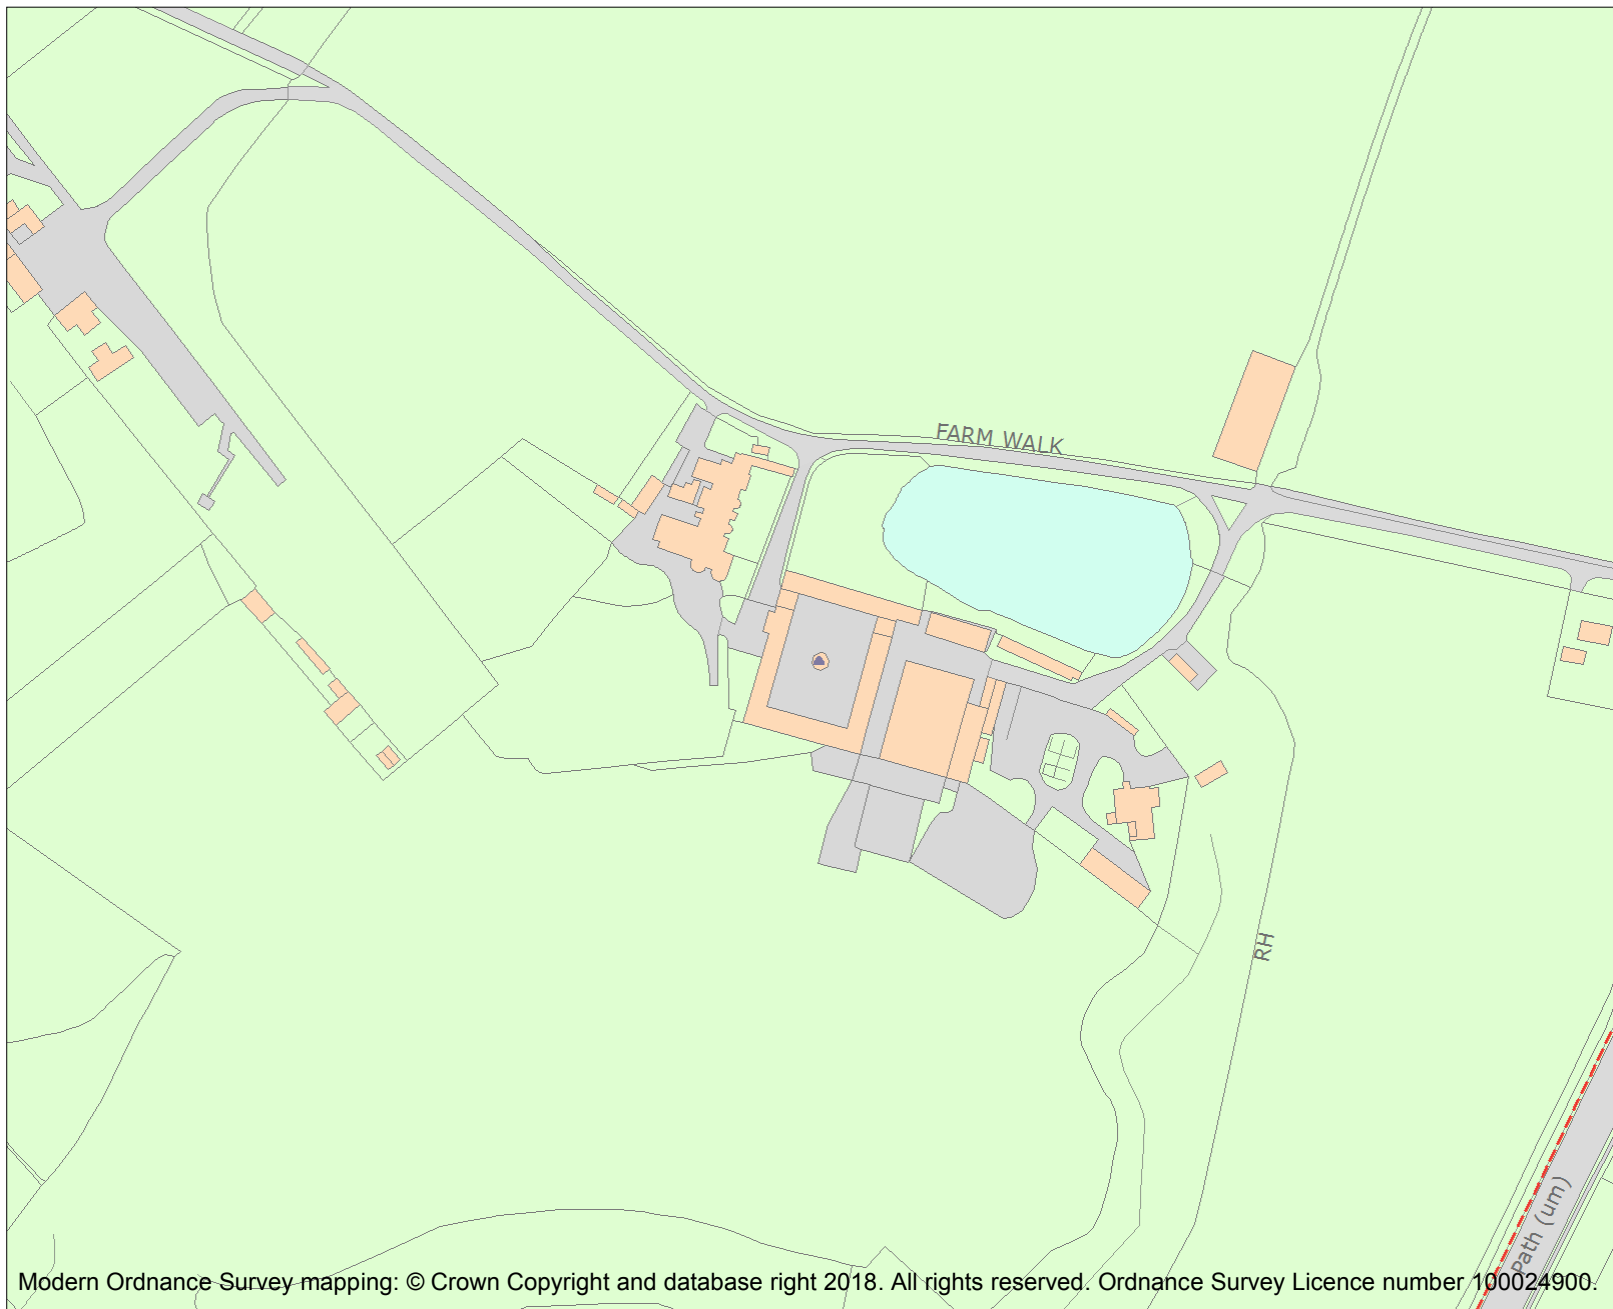 FARM WALK
RH
Path (um)
Modern Ordnance Survey mapping: © Crown Copyright and database right 2018. All rights reserved. Ordnance Survey Licence number 100024900.